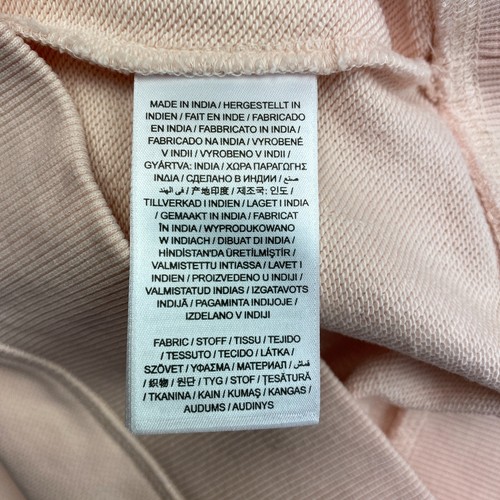 MADE IN INDIA / HERGESTELLT IN
INDIEN / FAIT EN INDE / FABRICADO
EN INDIA / FABBRICATO IN INDIA /
FABRICADO NA INDIA / VYROBENÉ
V INDII / VYROBENO V INDII /
GYÁRTVA: INDIA / ΧΩΡΑ ΠΑΡΑΓΩΓΗΣ
ΙΝΔΙΑ / СДЕЛАНО В ИНДИИ / صنع
في الهند / 产地印度 / 제조국: 인도 /
TILLVERKAD I INDIEN / LAGET I INDIA
/ GEMAAKT IN INDIA / FABRICAT
ÎN INDIA / WYPRODUKOWANO
W INDIACH / DIBUAT DI INDIA /
HİNDİSTAN'DA ÜRETİLMİŞTİR /
VALMISTETTU INTIASSA / LAVET I
INDIEN / PROIZVEDENO U INDIJI /
VALMISTATUD INDIAS / IZGATAVOTS
INDIJĀ / PAGAMINTA INDIJOJE /
IZDELANO V INDIJI
FABRIC / STOFF / TISSU / TEJIDO
/ TESSUTO / TECIDO / LÁTKA /
SZÖVET / ΥΦΑΣΜΑ / МАТЕРИАЛ / قماش
/ 织物 / 원단 / TYG / STOF / ŢESĂTURĂ
/ TKANINA / KAIN / KUMAŞ / KANGAS /
AUDUMS / AUDINYS